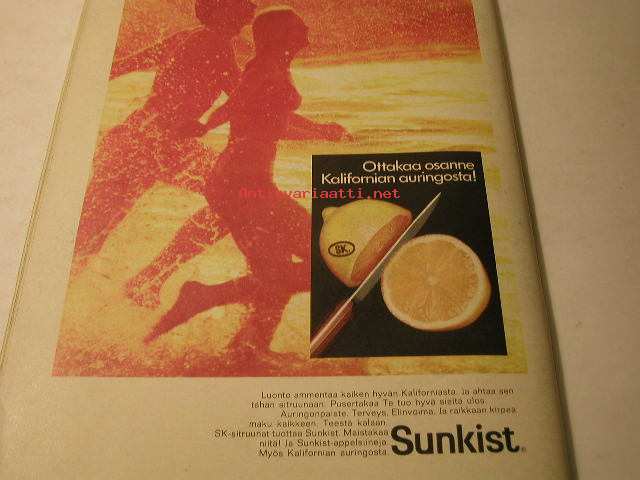 Ottakaa osanne
Kalifornian auringosta!
Antikvariaatti.net
SK.
Luonto ammentaa kaiken hyvän Kaliforniasta. Ja ahtaa sen
tähän sitruunaan. Pusertakaa Te tuo hyvä sieltä ulos.
Auringonpaiste. Terveys. Elinvoima. Ja raikkaan kirpeä
maku kaikkeen. Teestä kalaan.
SK-sitruunat tuottaa Sunkist. Maistakaa
niitä! Ja Sunkist-appelsiineja.
Myös Kalifornian auringosta.
Sunkist®